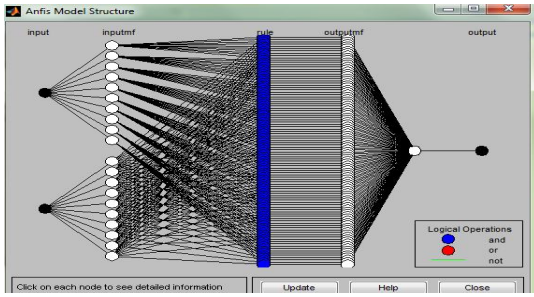 Anfis Model Structure
input inputmf rule outputmf output
Logical Operations
and
or
not
Click on each node to see detailed information
Update Help Close